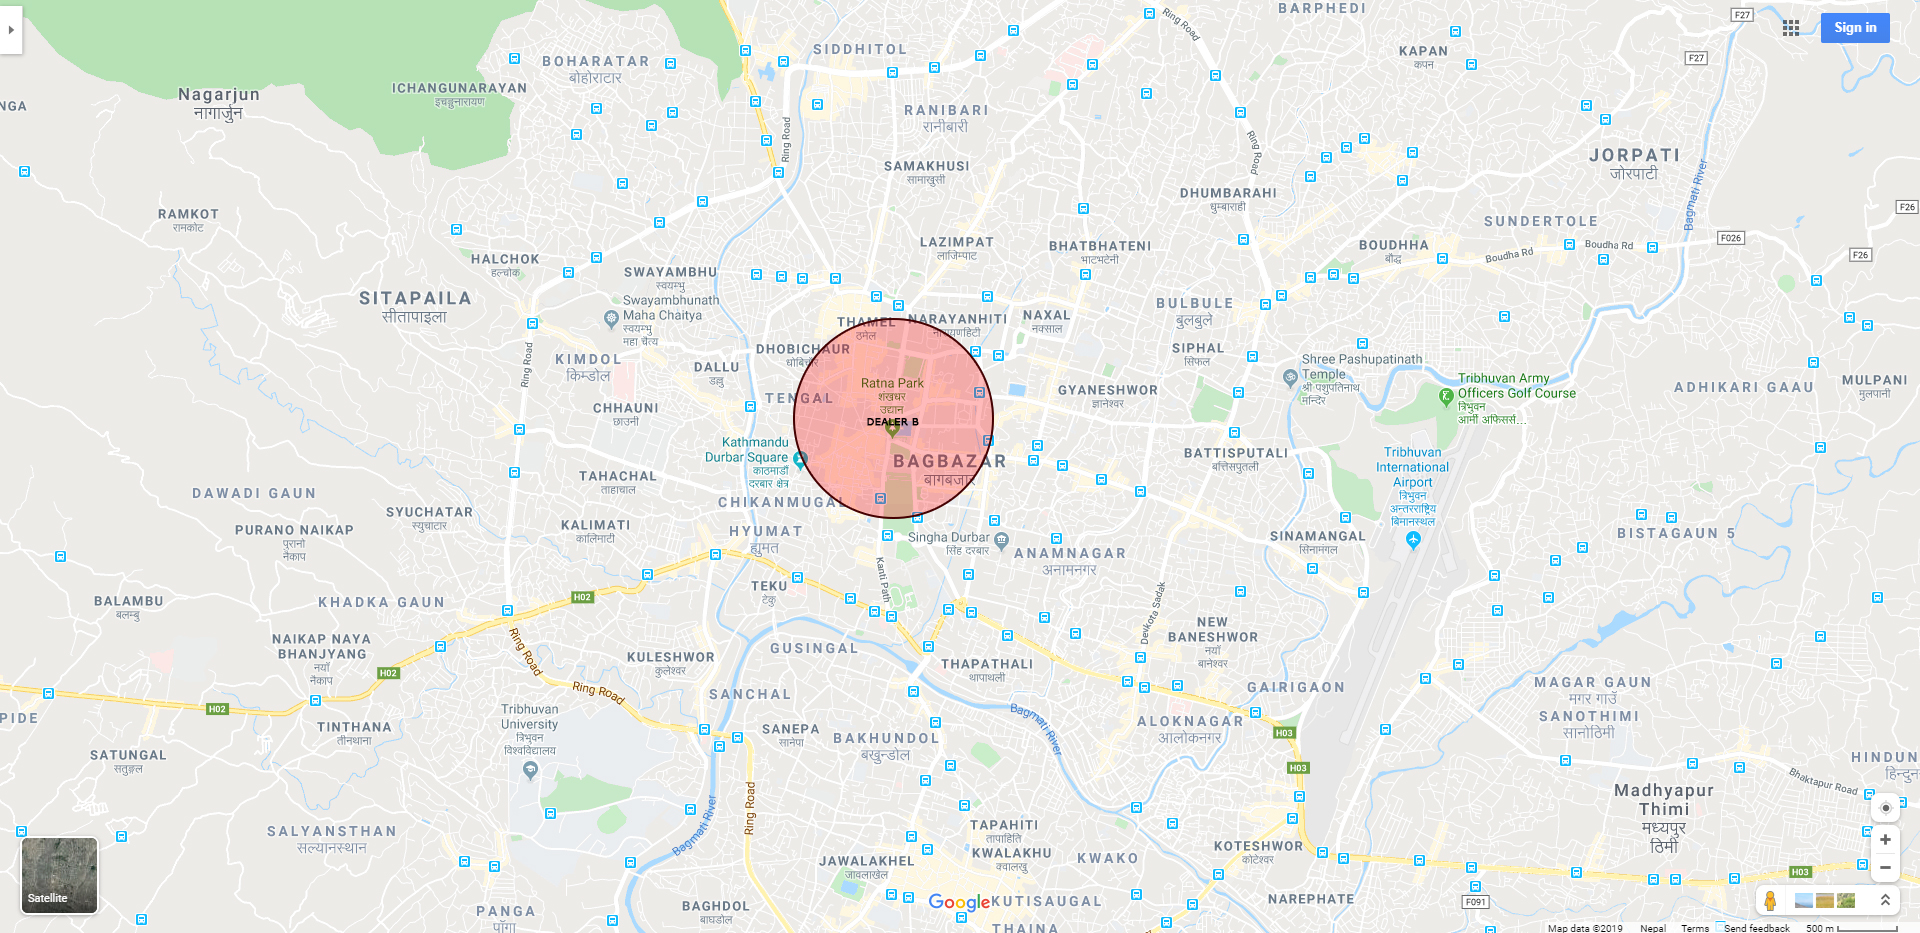 BARPHEDI
F27
Sign in
Ring Road
SIDDHITOL
KAPAN
कपन
F27
BOHARATAR
बोहोराटार
Nagarjun
नागार्जुन
ICHANGUNARAYAN
इचङ्गुनारायण
NGA
RANIBARI
रानीबारी
Ring Road
Ring Road
JORPATI
जोरपाटी
SAMAKHUSI
सामाखुसी
DHUMBARAHI
धुम्बाराही
Bagmati River
F26
RAMKOT
रामकोट
SUNDERTOLE
LAZIMPAT
लाजिम्पाट
BHATBHATENI
भाटभटेनी
BOUDHHA
बौद्ध
Boudha Rd
Boudha Rd
F026
F26
HALCHOK
हल्चोक
SWAYAMBHU
स्वयम्भु
SITAPAILA
सीतापाइला
Swayambhunath
Maha Chaitya
स्वयम्भु
महा चैत्य
BULBULE
बुलबुले
THAMEL
ठमेल
NARAYANHITI
नारायणहिटी
NAXAL
नक्साल
DHOBICHAUR
धोबिचौर
KIMDOL
किम्डोल
Ring Road
DALLU
डल्लु
SIPHAL
सिफल
Shree Pashupatinath
Temple
श्री पशुपतिनाथ
मन्दिर
Tribhuvan Army
Officers Golf Course
त्रिभुवन
आर्मी अफिसर्स...
ADHIKARI GAAU
MULPANI
मुलपानी
Ratna Park
शंखधर
उद्यान
DEALER B
GYANESHWOR
ज्ञानेश्वर
TENGAL
CHHAUNI
छाउनी
Kathmandu
Durbar Square
काठमाडौं
दरबार क्षेत्र
BAGBAZAR
बागबजार
BATTISPUTALI
बत्तिसपुतली
Tribhuvan
International
Airport
त्रिभुवन
अन्तरराष्ट्रिय
बिमानस्थल
TAHACHAL
ताहाचाल
DAWADI GAUN
CHIKANMUGAL
SYUCHATAR
स्युचाटार
PURANO NAIKAP
पुरानो
नैकाप
KALIMATI
कालिमाटी
HYUMAT
ह्युमत
Singha Durbar
सिंह दरबार
ANAMNAGAR
अनामनगर
SINAMANGAL
सिनामंगल
BISTAGAUN 5
Kanti Path
TEKU
टेकु
H02
BALAMBU
बलम्बु
KHADKA GAUN
Devkota Sadak
NEW
BANESHWOR
नयाँ
बानेश्वर
NAIKAP NAYA
BHANJYANG
नयाँ
नैकाप
Ring Road
GUSINGAL
KULESHWOR
कुलेश्वर
THAPATHALI
थापाथली
H02
Ring Road
SANCHAL
GAIRIGAON
MAGAR GAUN
मगर गाउँ
SANOTHIMI
सानोठिमी
PIDE
H02
Tribhuvan
University
त्रिभुवन
विश्वविद्यालय
TINTHANA
तीनथाना
SANEPA
सानेपा
BAKHUNDOL
बखुन्डोल
Bagmati River
ALOKNAGAR
आलोकनगर
H03
SATUNGAL
सतुङ्गल
HINDUN
हिन्दुन
H03
Bhaktapur Road
Madhyapur
Thimi
मध्यपुर
ठिमी
Ring Road
Bagmati River
SALYANSTHAN
सल्यानस्थान
TAPAHITI
तापाहिति
KWALAKHU
क्वालखु
KWAKO
KOTESHWOR
कोटेश्वर
JAWALAKHEL
जावलाखेल
H03
Satellite
Google
KUTISAUGAL
NAREPHATE
F091
BAGHDOL
बाघडोल
PANGA
पाँगा
THAINA
Map data ©2019 Nepal Terms Send feedback 500 m